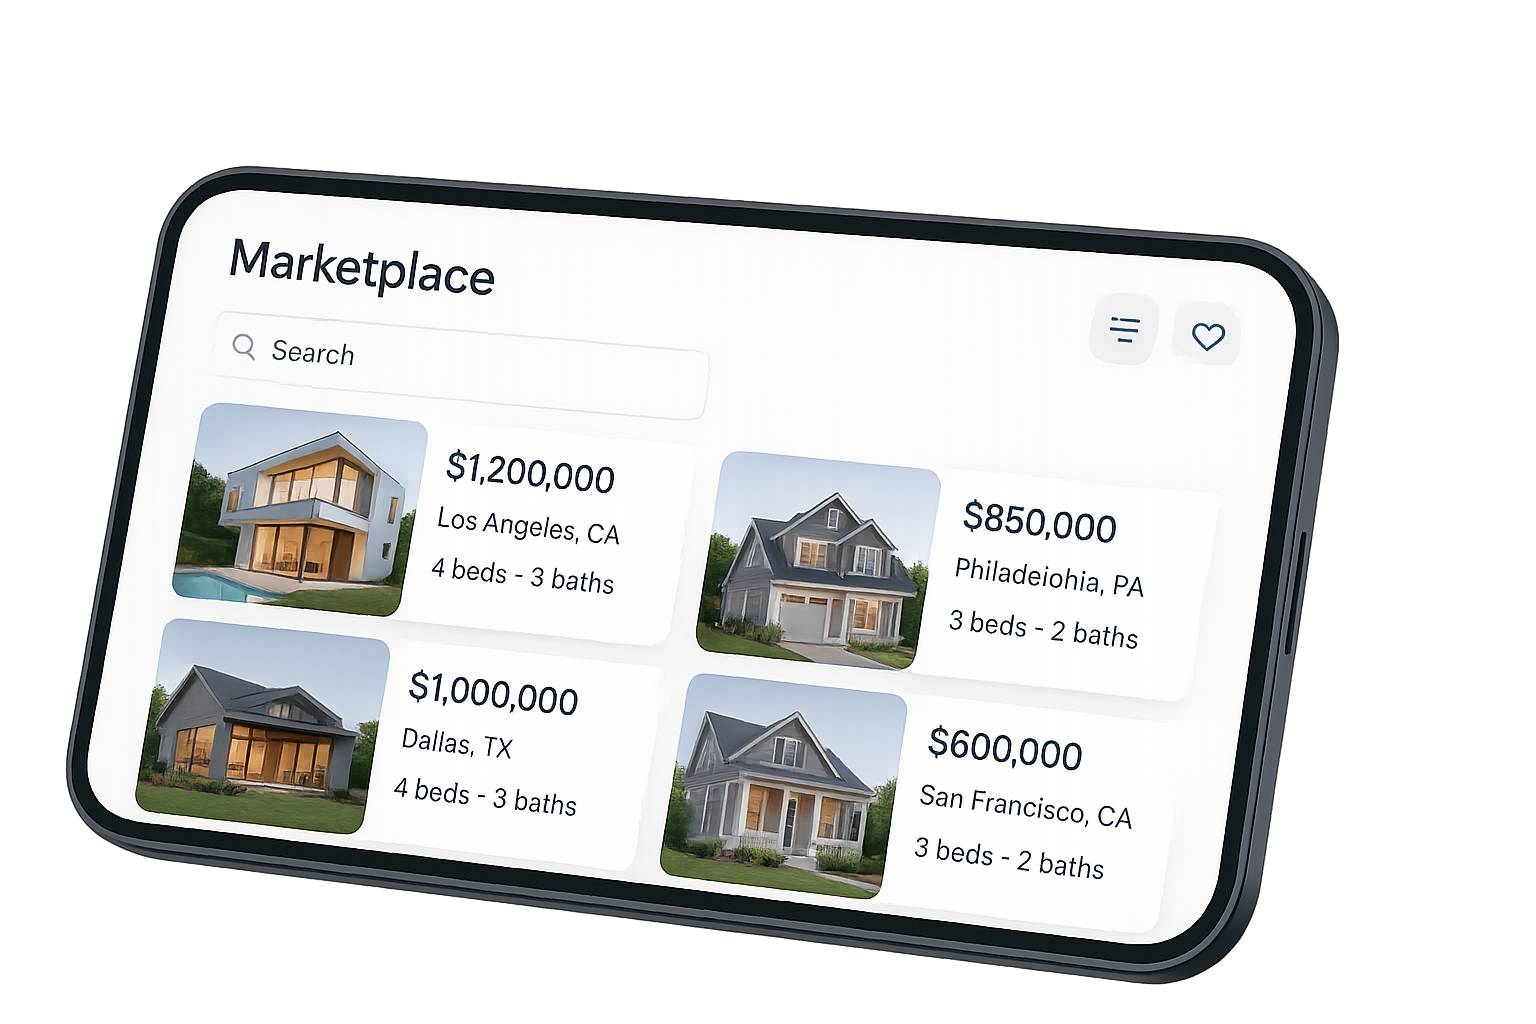 Marketplace
Search
$1,200,000
Los Angeles, CA
4 beds - 3 baths
$850,000
Philadeiohia, PA
3 beds - 2 baths
$1,000,000
Dallas, TX
4 beds - 3 baths
$600,000
San Francisco, CA
3 beds - 2 baths